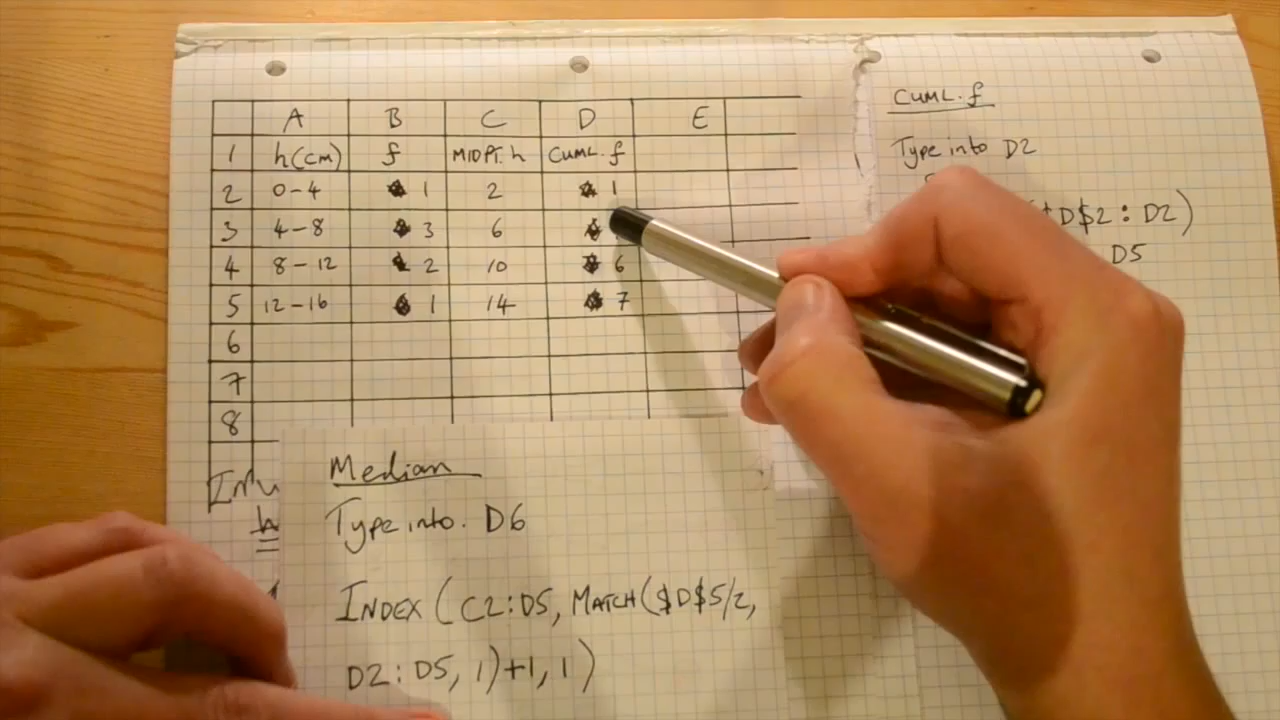 A B C D E
1 h(cm) f MIDPT. h CUML. f
2 0-4 1 2 1
3 4-8 3 6
4 8-12 2 10 6
5 12-16 1 14 7
6
7
8
Median
Type into. D6
INDEX ( C2:D5, MATCH($D$5/2,
D2:D5, 1)+1, 1)
CUML. f
Type into D2
$D$2 : D2)
D5